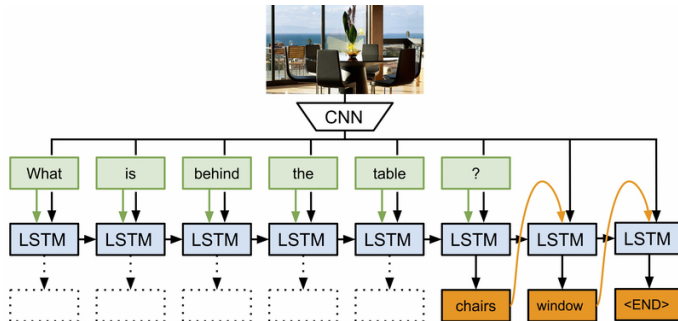 CNN
What is behind the table ?
LSTM LSTM LSTM LSTM LSTM LSTM LSTM LSTM
chairs window <END>